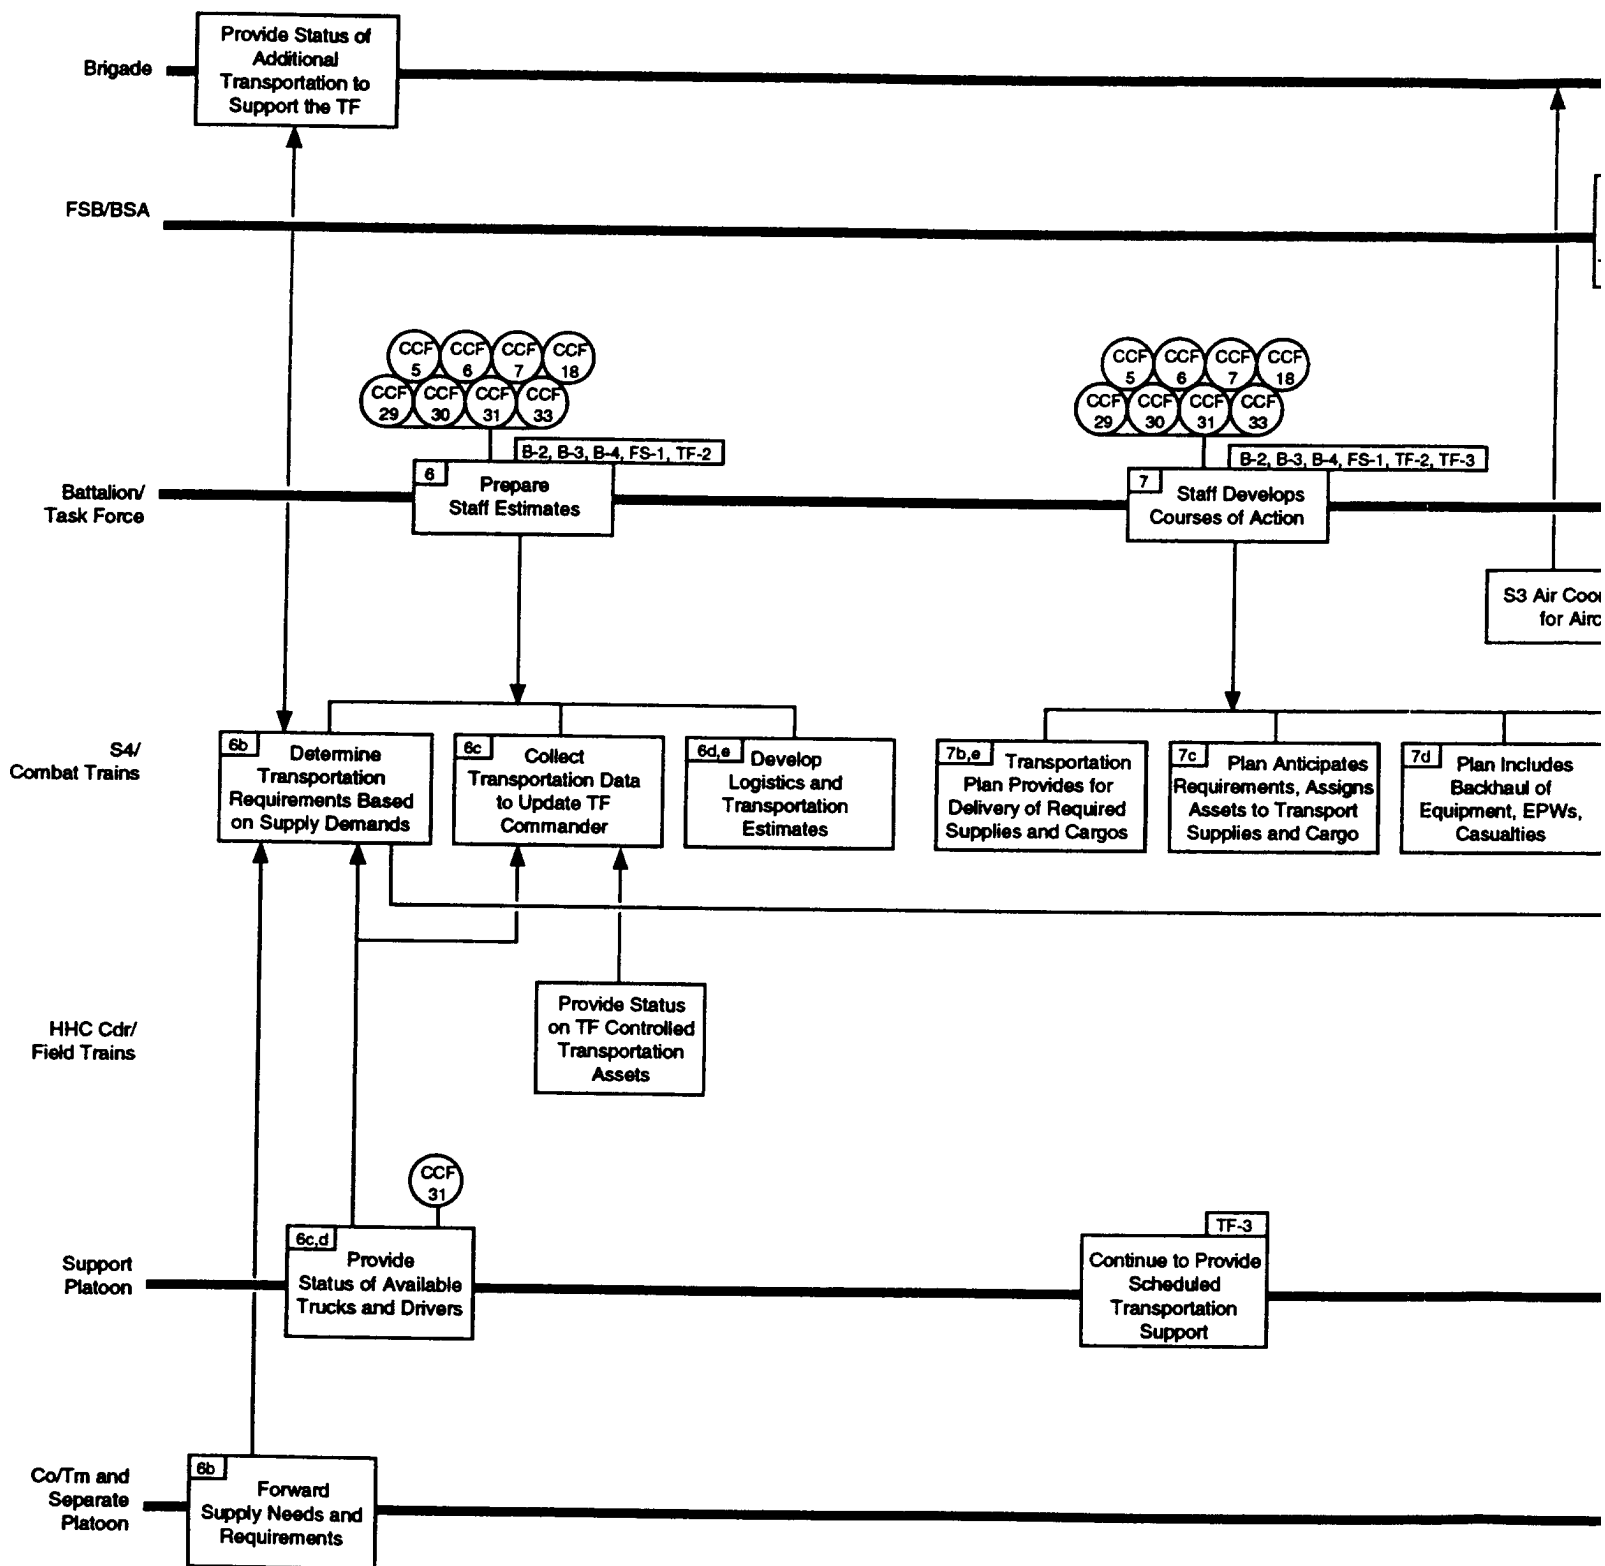 Provide Status of
Additional
Transportation to
Support the TF
Brigade
FSB/BSA
CCF
5
CCF
6
CCF
7
CCF
18
CCF
29
CCF
30
CCF
31
CCF
33
B-2, B-3, B-4, FS-1, TF-2
6
Prepare
Staff Estimates
CCF
5
CCF
6
CCF
7
CCF
18
CCF
29
CCF
30
CCF
31
CCF
33
B-2, B-3, B-4, FS-1, TF-2, TF-3
7
Staff Develops
Courses of Action
Battalion/
Task Force
S3 Air Coor
for Airc
S4/
Combat Trains
6b
Determine
Transportation
Requirements Based
on Supply Demands
6c
Collect
Transportation Data
to Update TF
Commander
6d,e
Develop
Logistics and
Transportation
Estimates
7b,e
Transportation
Plan Provides for
Delivery of Required
Supplies and Cargos
7c
Plan Anticipates
Requirements, Assigns
Assets to Transport
Supplies and Cargo
7d
Plan Includes
Backhaul of
Equipment, EPWs,
Casualties
HHC Cdr/
Field Trains
Provide Status
on TF Controlled
Transportation
Assets
CCF
31
Support
Platoon
6c,d
Provide
Status of Available
Trucks and Drivers
TF-3
Continue to Provide
Scheduled
Transportation
Support
Co/Tm and
Separate
Platoon
6b
Forward
Supply Needs and
Requirements